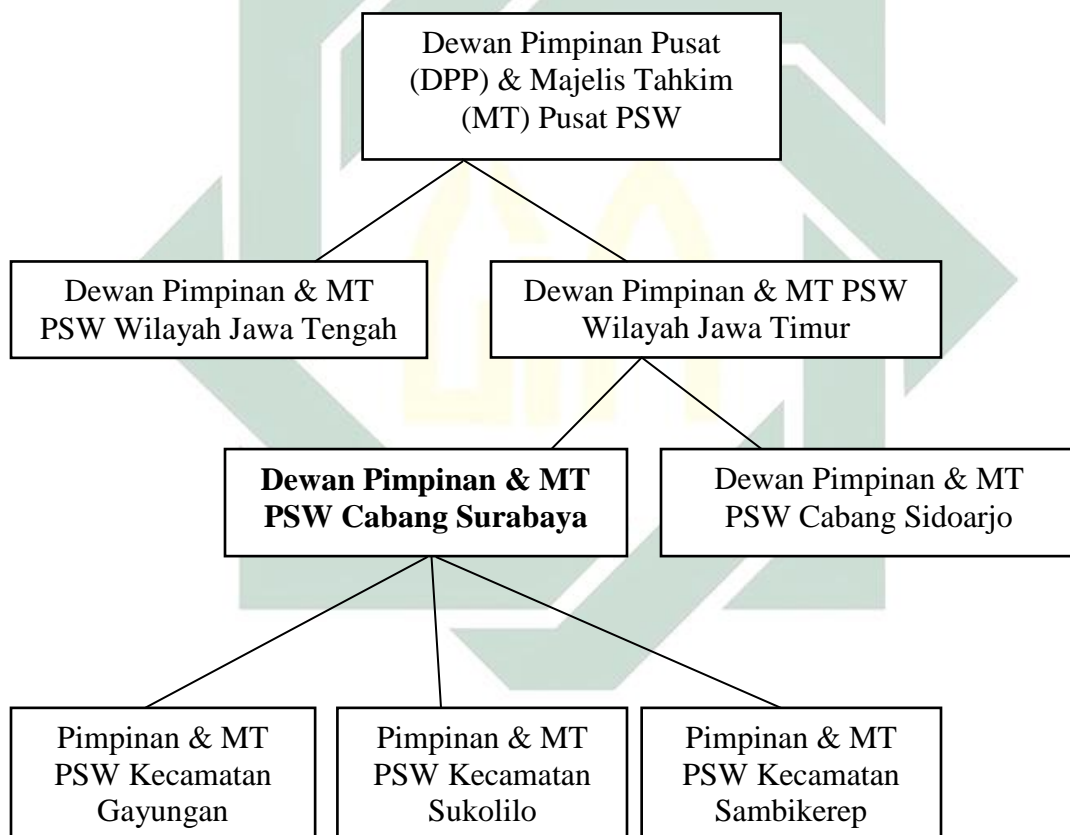 Dewan Pimpinan Pusat
(DPP) & Majelis Tahkim
(MT) Pusat PSW
Dewan Pimpinan & MT
PSW Wilayah Jawa Tengah
Dewan Pimpinan & MT PSW
Wilayah Jawa Timur
Dewan Pimpinan & MT
PSW Cabang Surabaya
Dewan Pimpinan & MT
PSW Cabang Sidoarjo
Pimpinan & MT
PSW Kecamatan
Gayungan
Pimpinan & MT
PSW Kecamatan
Sukolilo
Pimpinan & MT
PSW Kecamatan
Sambikerep